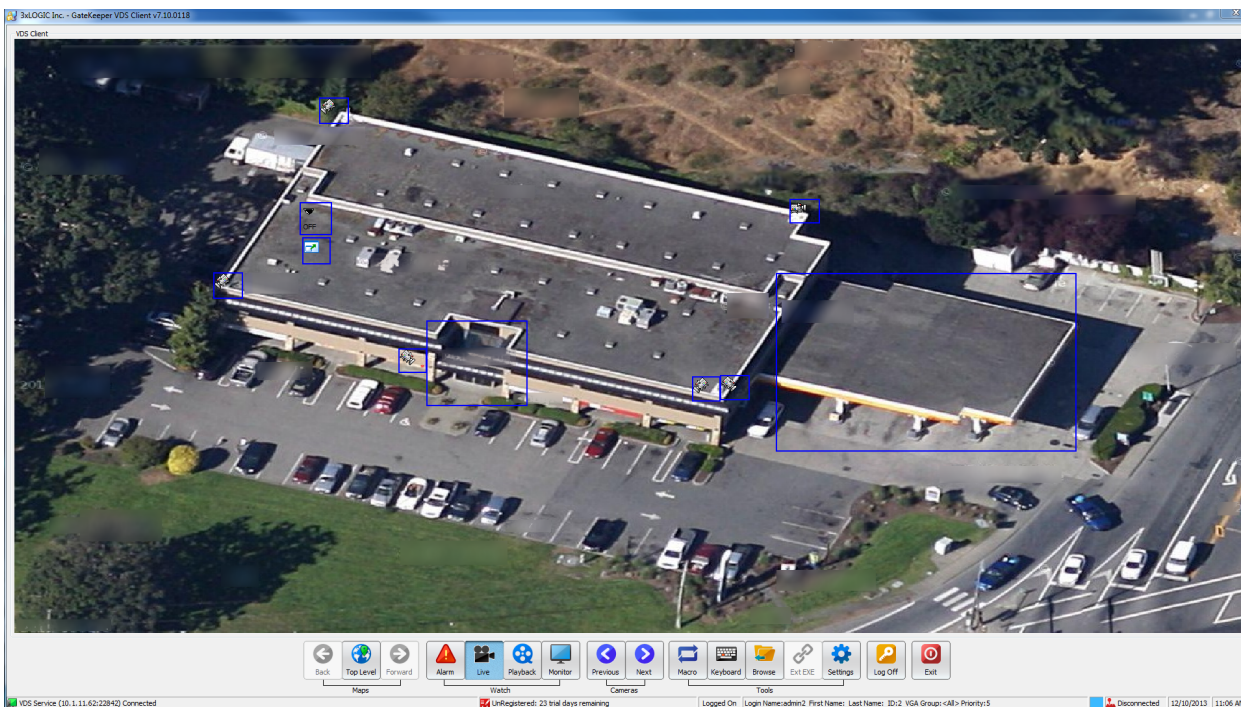 3xLOGIC Inc. - GateKeeper VDS Client v7.10.0118
VDS Client
OFF
Back
Top Level
Forward
Alarm
Live
Playback
Monitor
Previous
Next
Macro
Keyboard
Browse
Ext EXE
Settings
Log Off
Exit
Maps
Watch
Cameras
Tools
VDS Service (10.1.11.62:22842) Connected
UnRegistered: 23 trial days remaining
Logged On
Login Name:admin2 First Name: Last Name: ID:2 VGA Group:<All> Priority:5
Disconnected
12/10/2013
11:06 AM